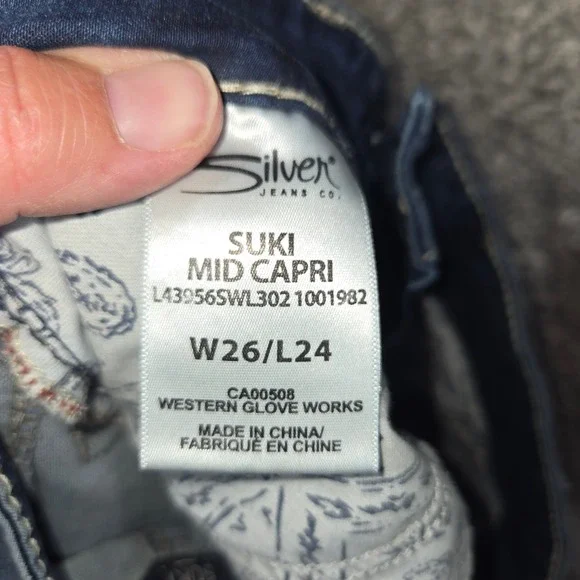 Silver
JEANS CO.
SUKI
MID CAPRI
L43956SWL302 1001982
W26/L24
CA00508
WESTERN GLOVE WORKS
MADE IN CHINA/
FABRIQUÉ EN CHINE